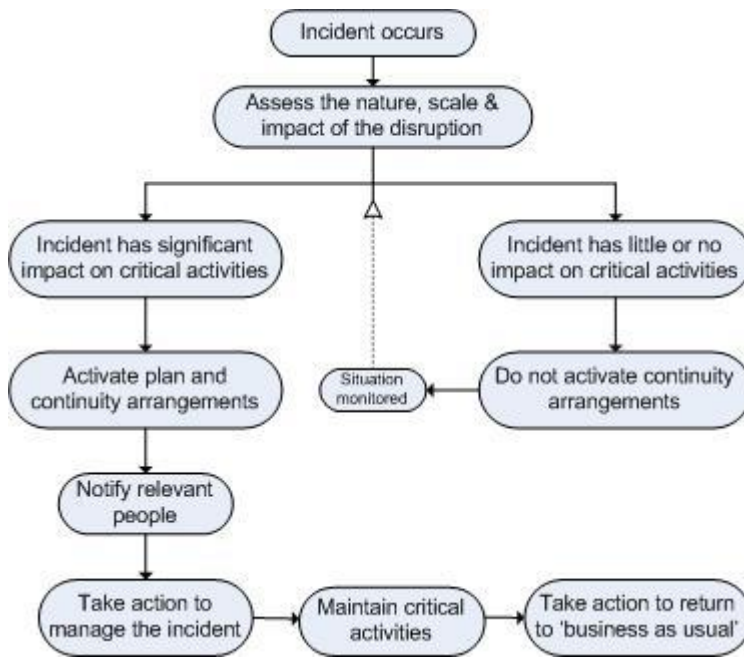 Incident occurs
Assess the nature, scale &
impact of the disruption
Incident has significant
impact on critical activities
Incident has little or no
impact on critical activities
Activate plan and
continuity arrangements
Situation
monitored
Do not activate continuity
arrangements
Notify relevant
people
Take action to
manage the incident
Maintain critical
activities
Take action to return
to 'business as usual'